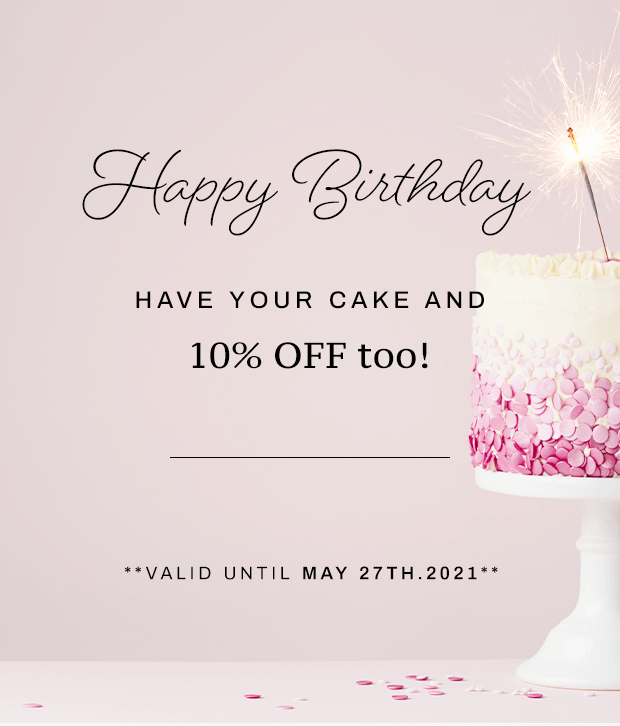 Happy Birthday
HAVE YOUR CAKE AND
10% OFF too!
**VALID UNTIL MAY 27TH.2021**